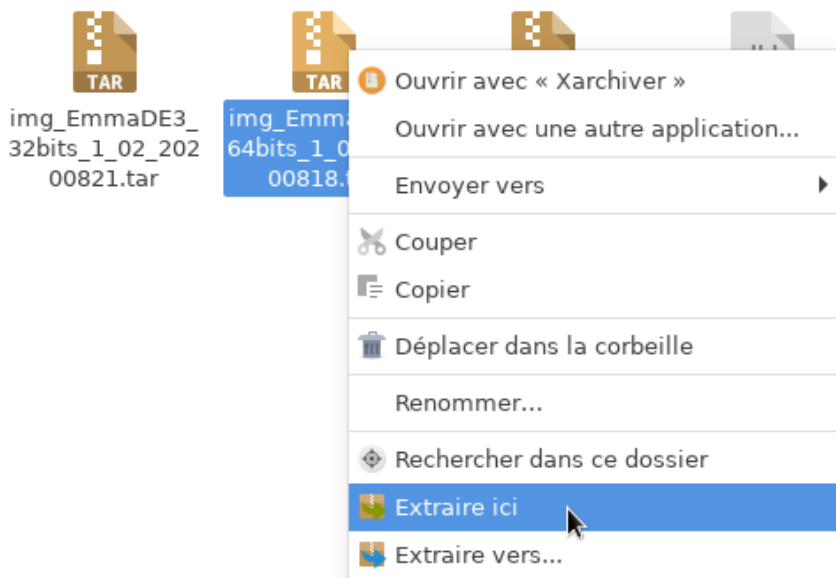 TAR
img_EmmaDE3_
32bits_1_02_202
00821.tar
TAR
img_Emma
64bits_1_0
00818.t
Ouvrir avec « Xarchiver »
Ouvrir avec une autre application...
Envoyer vers
Couper
Copier
Déplacer dans la corbeille
Renommer...
Rechercher dans ce dossier
Extraire ici
Extraire vers...